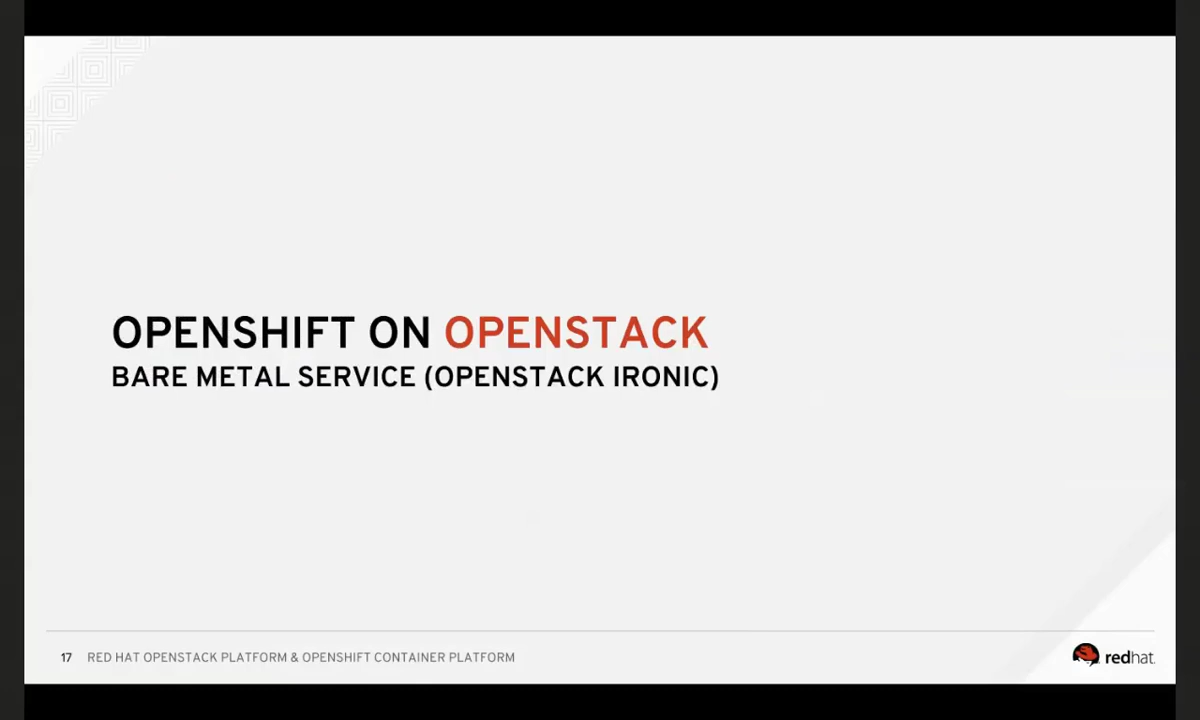 OPENSHIFT ON OPENSTACK
BARE METAL SERVICE (OPENSTACK IRONIC)
17 RED HAT OPENSTACK PLATFORM & OPENSHIFT CONTAINER PLATFORM
redhat.